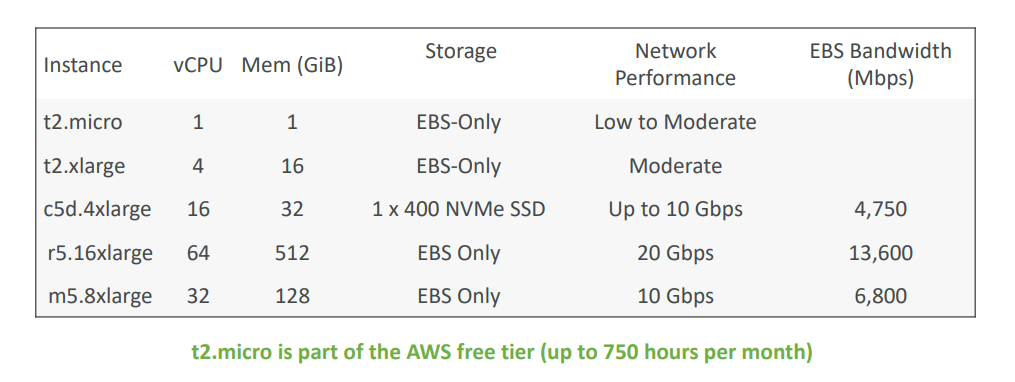 Instance vCPU Mem (GiB) Storage Network Performance EBS Bandwidth (Mbps)
t2.micro 1 1 EBS-Only Low to Moderate
t2.xlarge 4 16 EBS-Only Moderate
c5d.4xlarge 16 32 1 x 400 NVMe SSD Up to 10 Gbps 4,750
r5.16xlarge 64 512 EBS Only 20 Gbps 13,600
m5.8xlarge 32 128 EBS Only 10 Gbps 6,800
t2.micro is part of the AWS free tier (up to 750 hours per month)